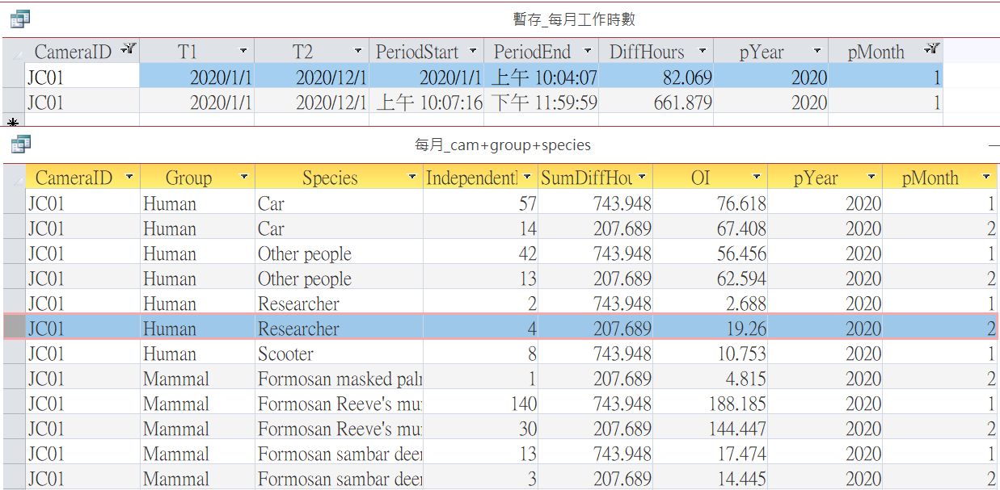 暫存_每月工作時數
CameraID T1 T2 PeriodStart PeriodEnd DiffHours pYear pMonth
JC01 2020/1/1 2020/12/1 2020/1/1 上午 10:04:07 82.069 2020 1
JC01 2020/1/1 2020/12/1 上午 10:07:16 下午 11:59:59 661.879 2020 1
每月_cam+group+species
CameraID Group Species Independent SumDiffHou OI pYear pMonth
JC01 Human Car 57 743.948 76.618 2020 1
JC01 Human Car 14 207.689 67.408 2020 2
JC01 Human Other people 42 743.948 56.456 2020 1
JC01 Human Other people 13 207.689 62.594 2020 2
JC01 Human Researcher 2 743.948 2.688 2020 1
JC01 Human Researcher 4 207.689 19.26 2020 2
JC01 Human Scooter 8 743.948 10.753 2020 1
JC01 Mammal Formosan masked pal 1 207.689 4.815 2020 2
JC01 Mammal Formosan Reeve's mu 140 743.948 188.185 2020 1
JC01 Mammal Formosan Reeve's mu 30 207.689 144.447 2020 2
JC01 Mammal Formosan sambar deer 13 743.948 17.474 2020 1
JC01 Mammal Formosan sambar deer 3 207.689 14.445 2020 2